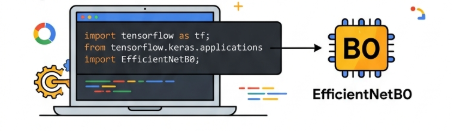 import tensorflow as tf;
from tensorflow.keras.applications
import EfficientNetB0;
B0
EfficientNetB0